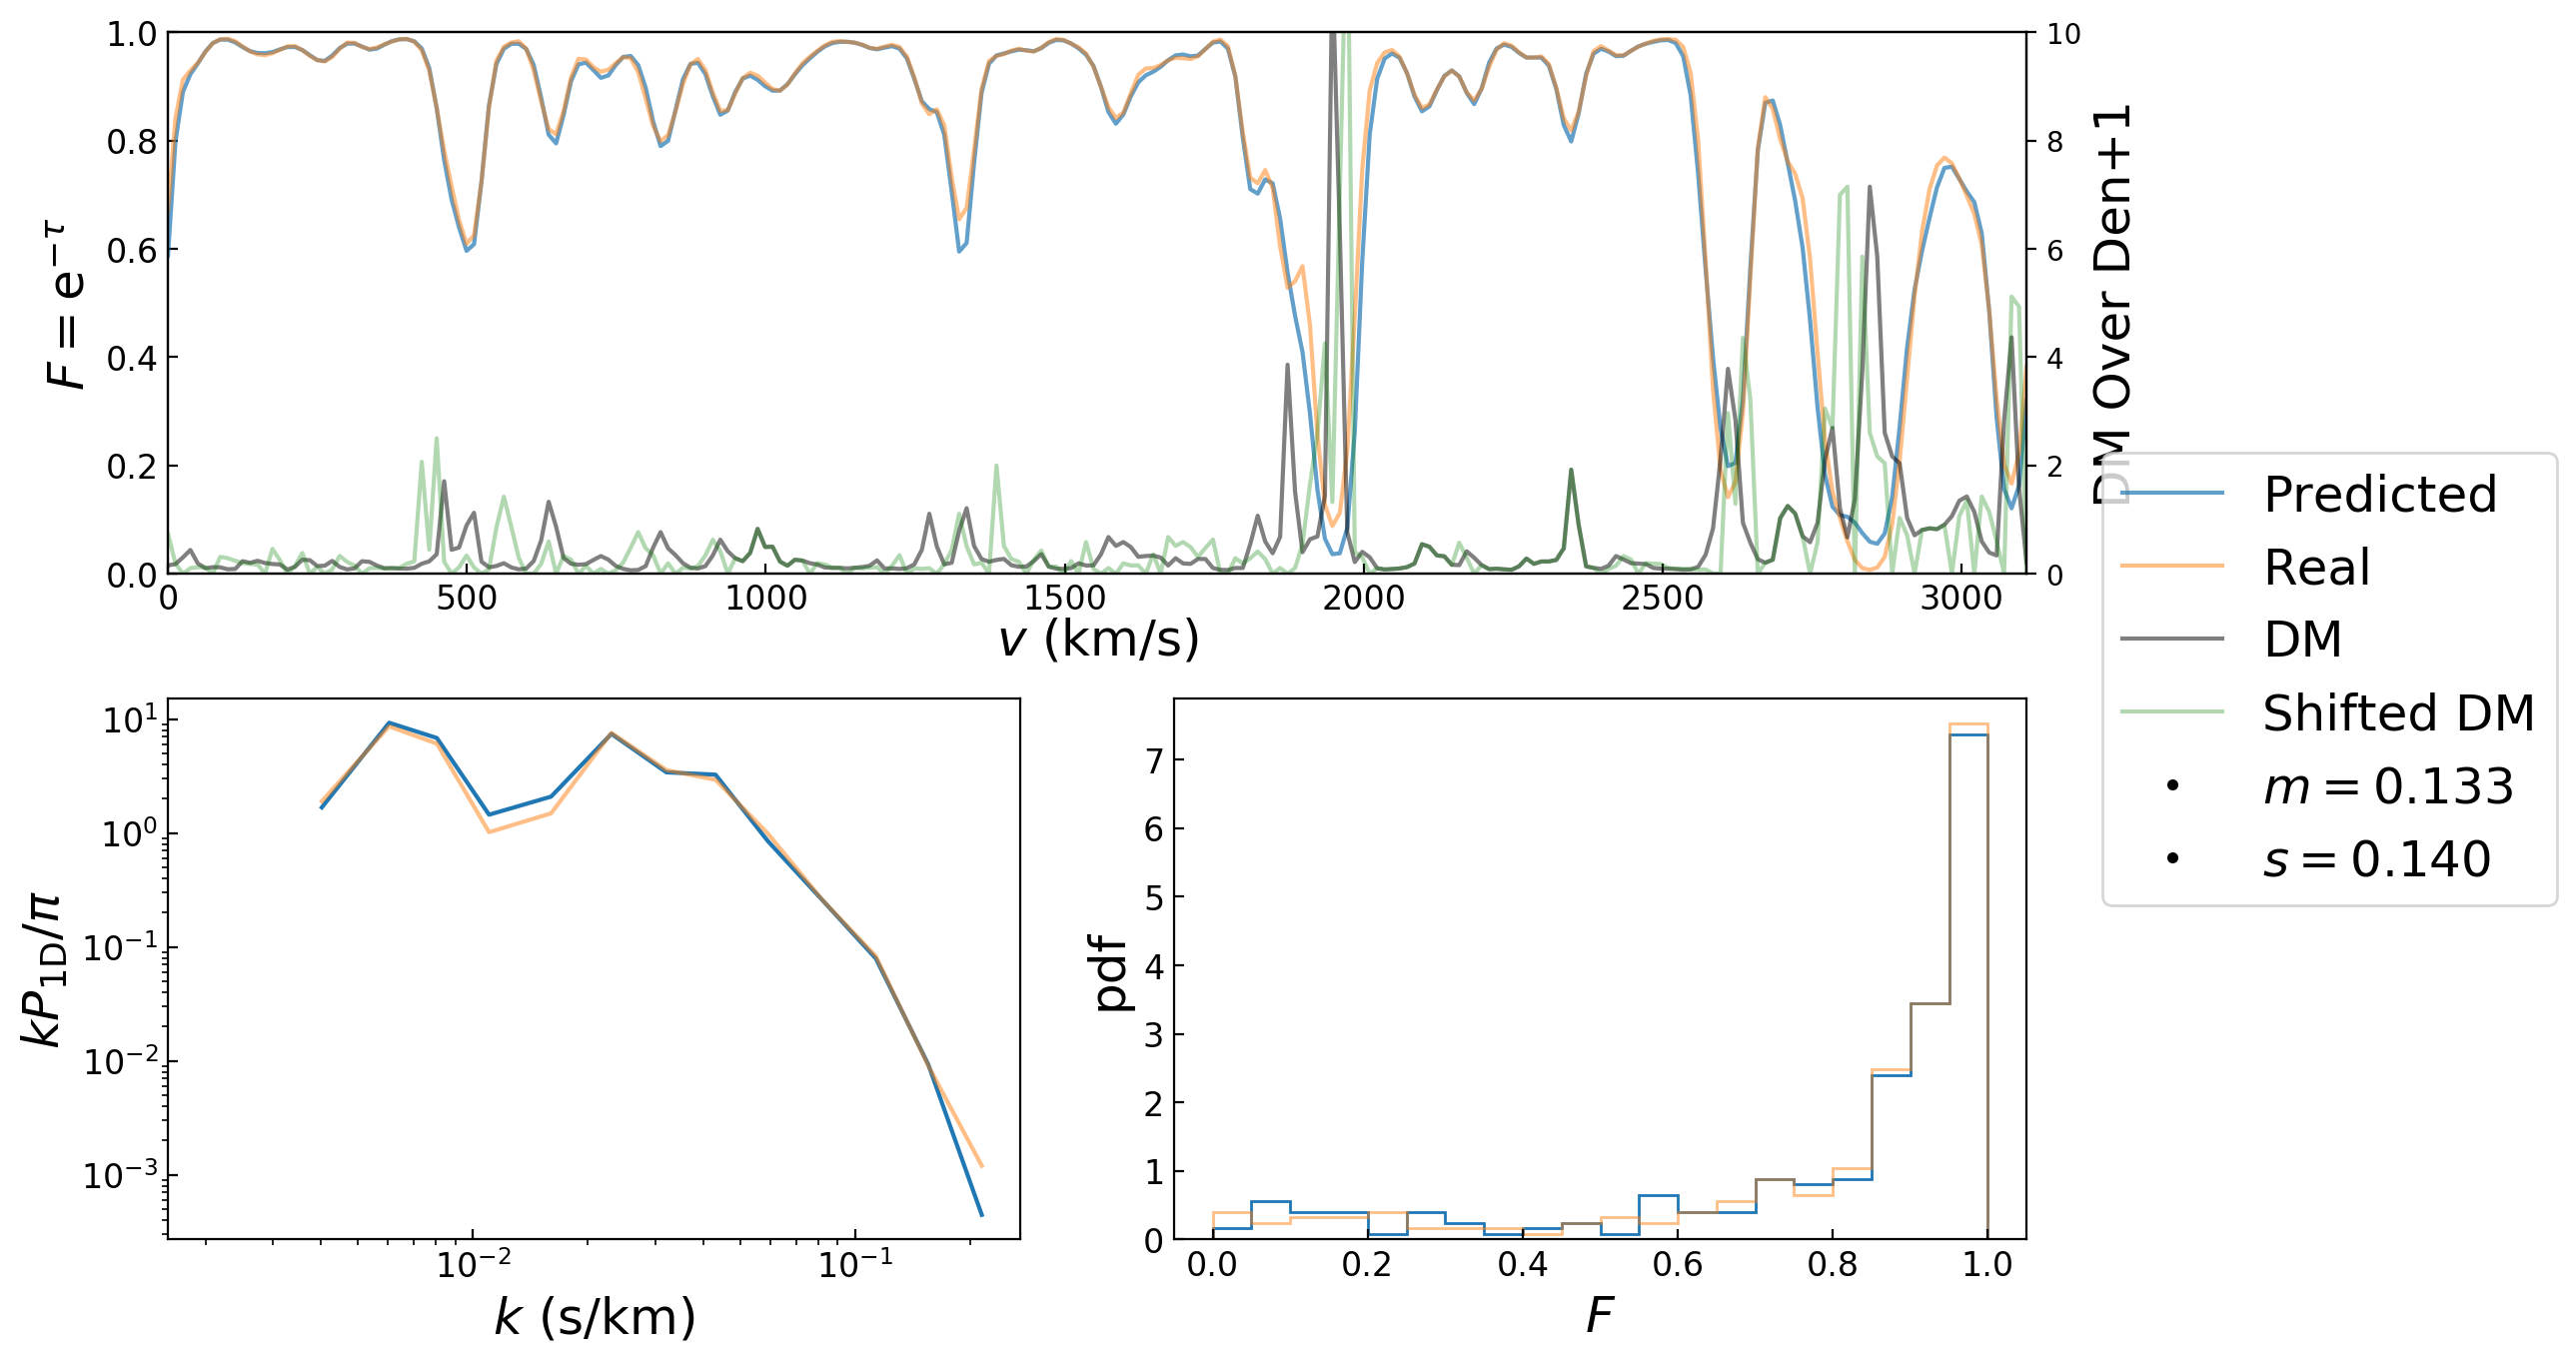 1.0
0.8
0.6
0.4
0.2
0.0
F = e^{−τ}
0 500 1000 1500 2000 2500 3000
v (km/s)
10
8
6
4
2
0
DM Over Den+1
Predicted
Real
DM
Shifted DM
m = 0.133
s = 0.140
10^1
10^0
10^{−1}
10^{−2}
10^{−3}
kP_{1D}/π
10^{−2} 10^{−1}
k (s/km)
7
6
5
4
3
2
1
0
pdf
0.0 0.2 0.4 0.6 0.8 1.0
F